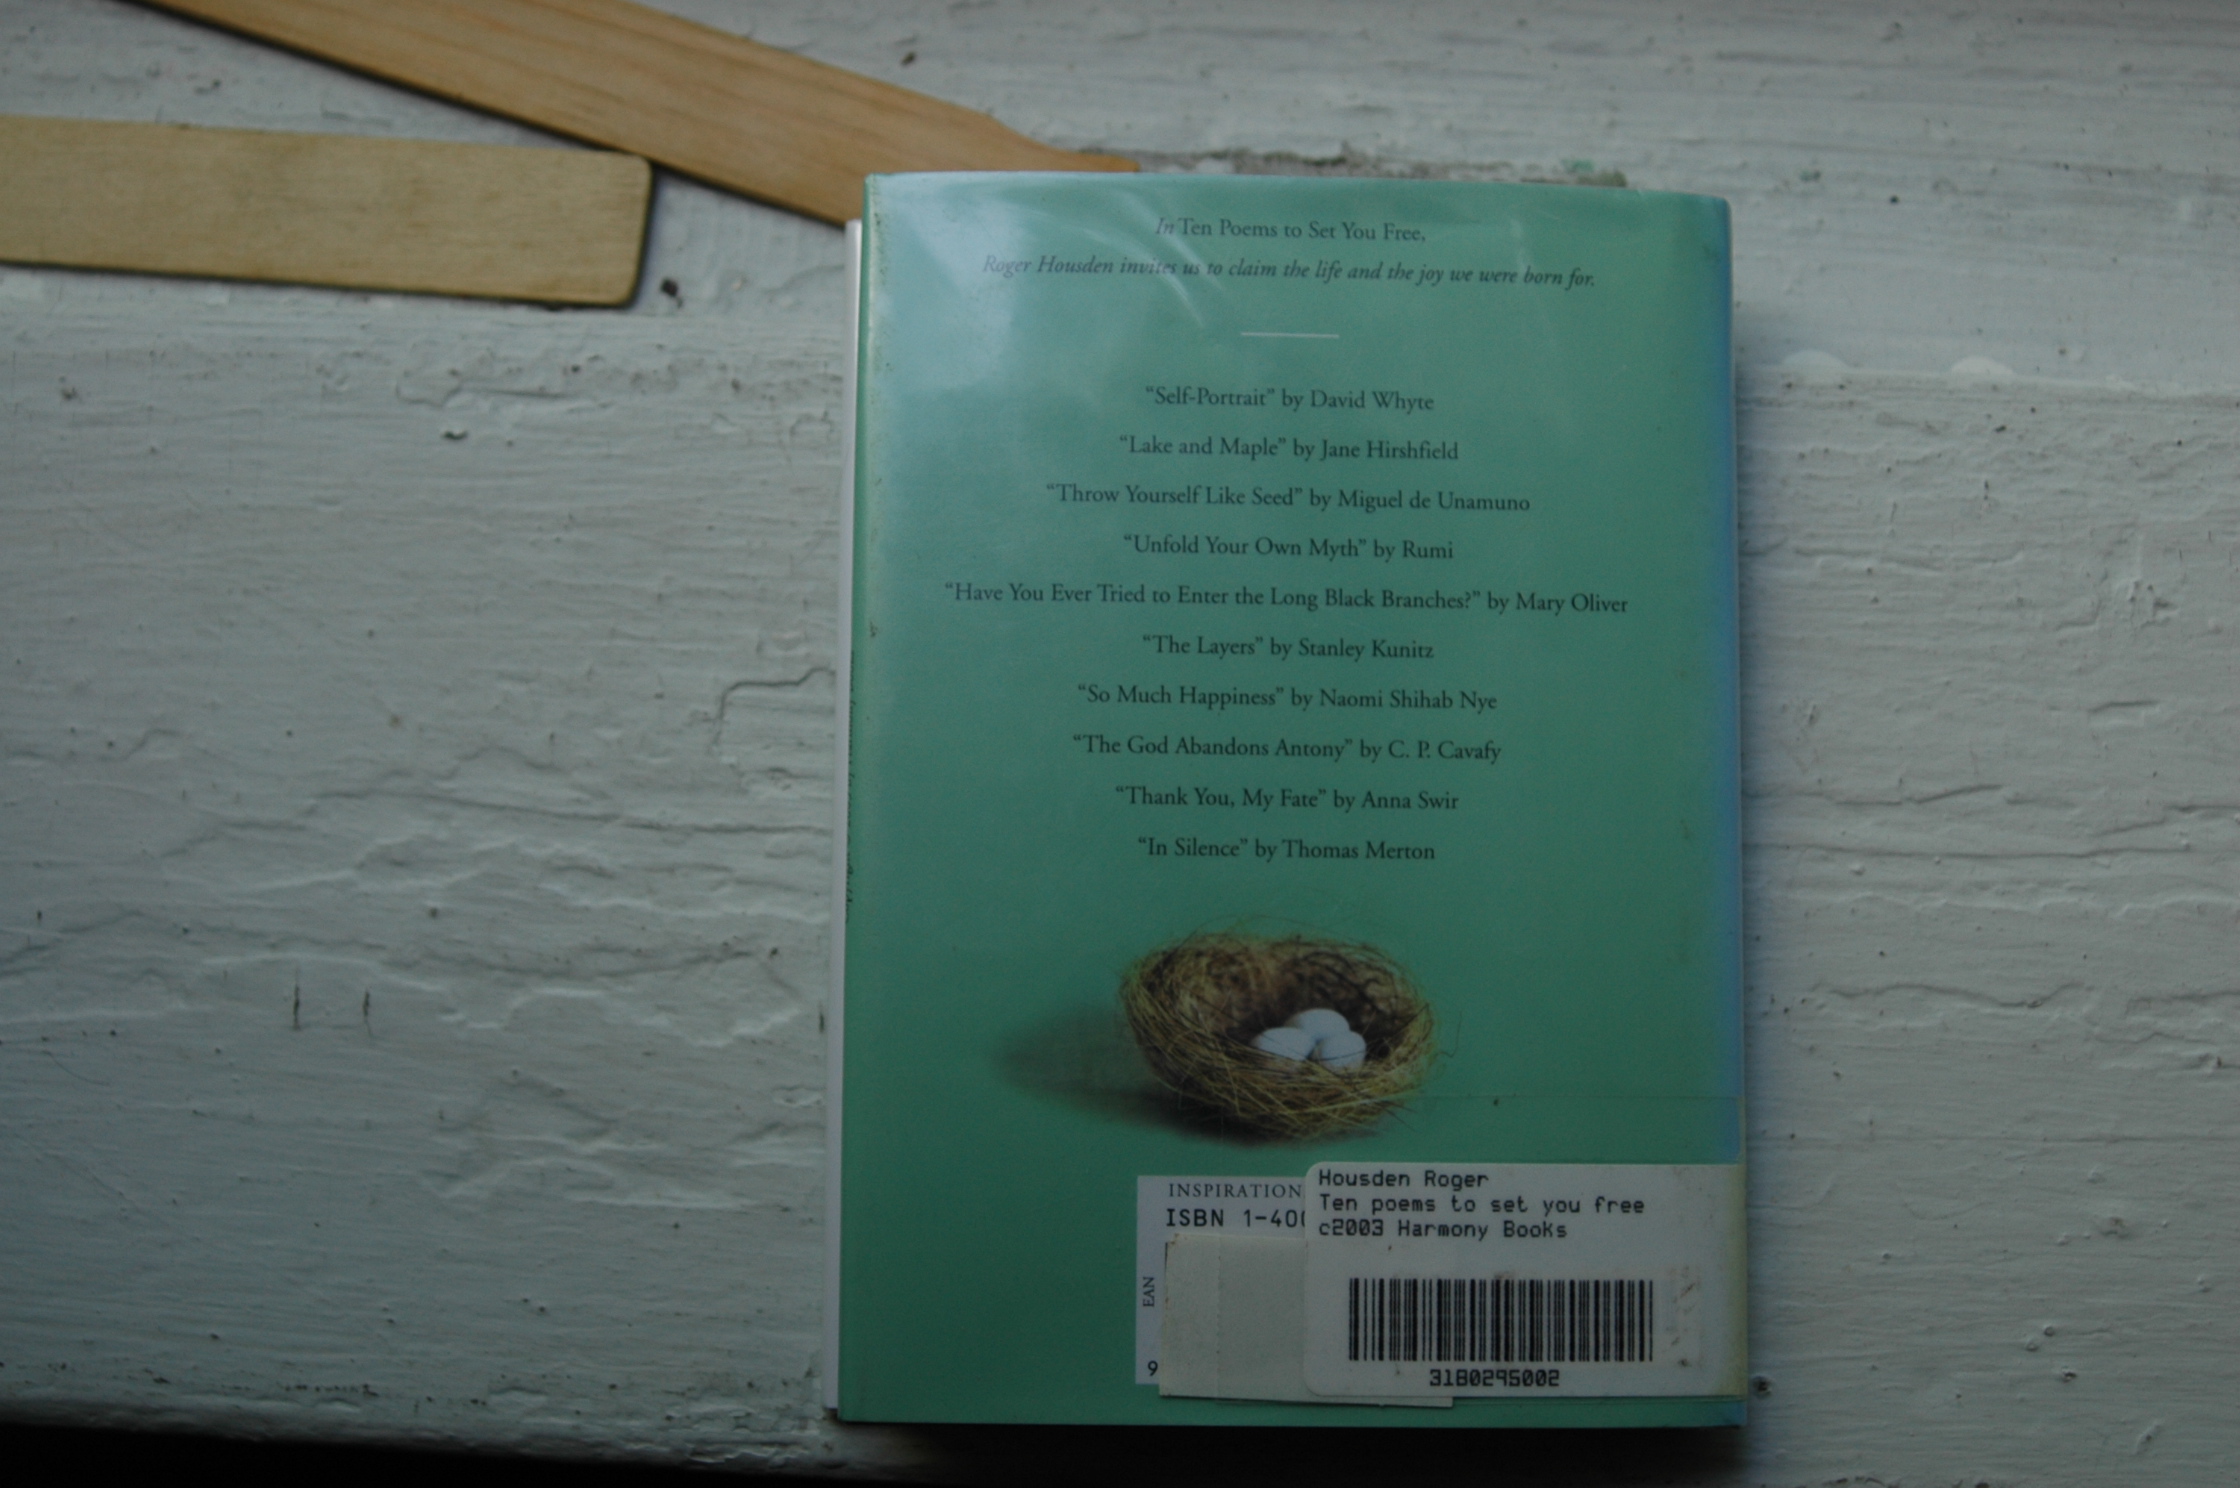 In Ten Poems to Set You Free,
Roger Housden invites us to claim the life and the joy we were born for.
“Self-Portrait” by David Whyte
“Lake and Maple” by Jane Hirshfield
“Throw Yourself Like Seed” by Miguel de Unamuno
“Unfold Your Own Myth” by Rumi
“Have You Ever Tried to Enter the Long Black Branches?” by Mary Oliver
“The Layers” by Stanley Kunitz
“So Much Happiness” by Naomi Shihab Nye
“The God Abandons Antony” by C. P. Cavafy
“Thank You, My Fate” by Anna Swir
“In Silence” by Thomas Merton
INSPIRATION
ISBN 1-400
EAN
9
Housden Roger
Ten poems to set you free
c2003 Harmony Books
31B0295002